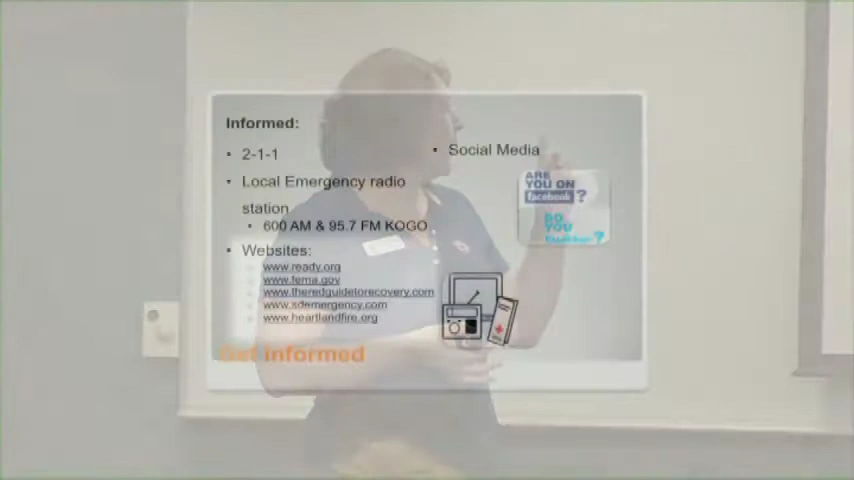 Informed:
• 2-1-1
• Local Emergency radio
station
• 600 AM & 95.7 FM KOGO
• Websites:
www.ready.org
www.fema.gov
www.theredguidetorecovery.com
www.sdemergency.com
www.heartlandfire.org
• Social Media
ARE
YOU ON
facebook ?
DO
YOU
twitter ?
Get Informed